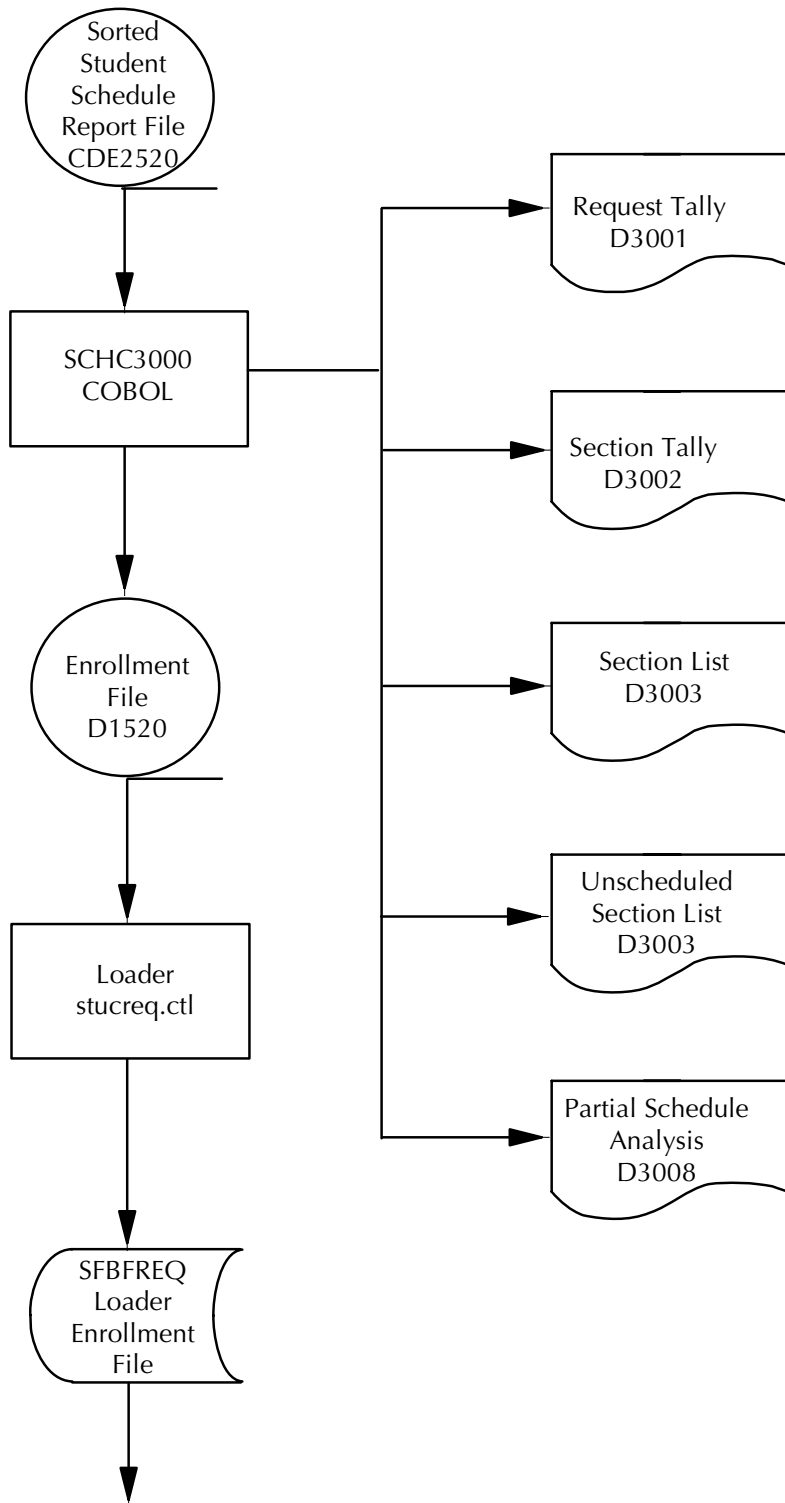 Sorted
Student
Schedule
Report File
CDE2520
SCHC3000
COBOL
Enrollment
File
D1520
Loader
stucreq.ctl
SFBFREQ
Loader
Enrollment
File
Request Tally
D3001
Section Tally
D3002
Section List
D3003
Unscheduled
Section List
D3003
Partial Schedule
Analysis
D3008